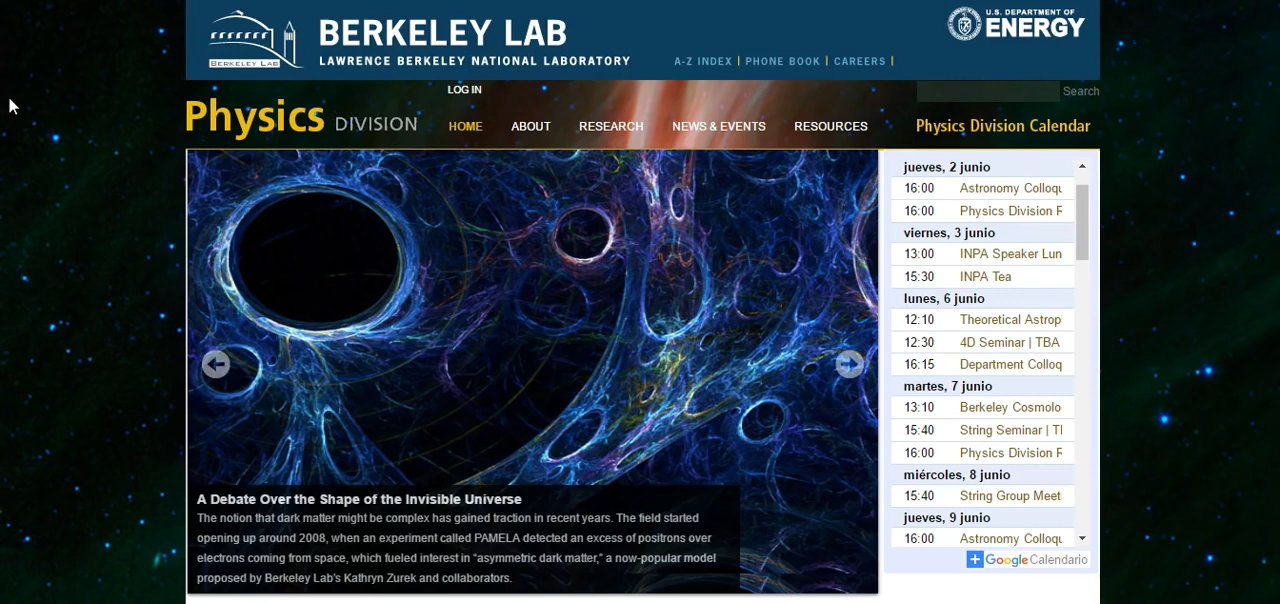 BERKELEY LAB
BERKELEY LAB
LAWRENCE BERKELEY NATIONAL LABORATORY
A-Z INDEX | PHONE BOOK | CAREERS |
U.S. DEPARTMENT OF
ENERGY
LOG IN
Search
Physics DIVISION
HOME ABOUT RESEARCH NEWS & EVENTS RESOURCES
Physics Division Calendar
jueves, 2 junio
16:00 Astronomy Colloqu
16:00 Physics Division R
viernes, 3 junio
13:00 INPA Speaker Lun
15:30 INPA Tea
lunes, 6 junio
12:10 Theoretical Astrop
12:30 4D Seminar | TBA
16:15 Department Colloq
martes, 7 junio
13:10 Berkeley Cosmolo
15:40 String Seminar | TI
16:00 Physics Division R
miércoles, 8 junio
15:40 String Group Meet
jueves, 9 junio
16:00 Astronomy Colloqu
Google Calendario
A Debate Over the Shape of the Invisible Universe
The notion that dark matter might be complex has gained traction in recent years. The field started
opening up around 2008, when an experiment called PAMELA detected an excess of positrons over
electrons coming from space, which fueled interest in “asymmetric dark matter,” a now-popular model
proposed by Berkeley Lab's Kathryn Zurek and collaborators.